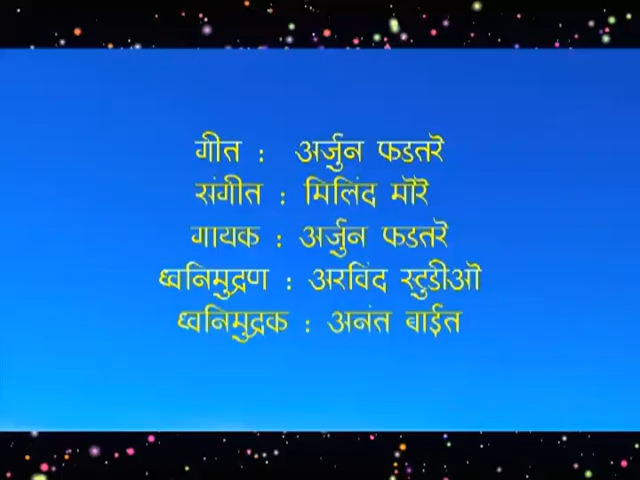 गीत : अर्जुन फडतरे
संगीत : मिलिंद मोरे
गायक : अर्जुन फडतरे
ध्वनिमुद्रण : अरविंद स्टुडीओ
ध्वनिमुद्रक : अनंत बाईत